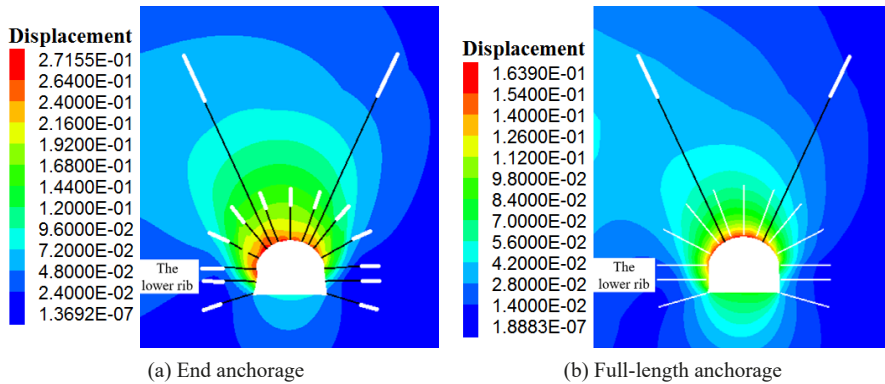 Displacement
2.7155E-01
2.6400E-01
2.4000E-01
2.1600E-01
1.9200E-01
1.6800E-01
1.4400E-01
1.2000E-01
9.6000E-02
7.2000E-02
4.8000E-02
2.4000E-02
1.3692E-07
The
lower rib
(a) End anchorage
Displacement
1.6390E-01
1.5400E-01
1.4000E-01
1.2600E-01
1.1200E-01
9.8000E-02
8.4000E-02
7.0000E-02
5.6000E-02
4.2000E-02
2.8000E-02
1.4000E-02
1.8883E-07
The
lower rib
(b) Full-length anchorage